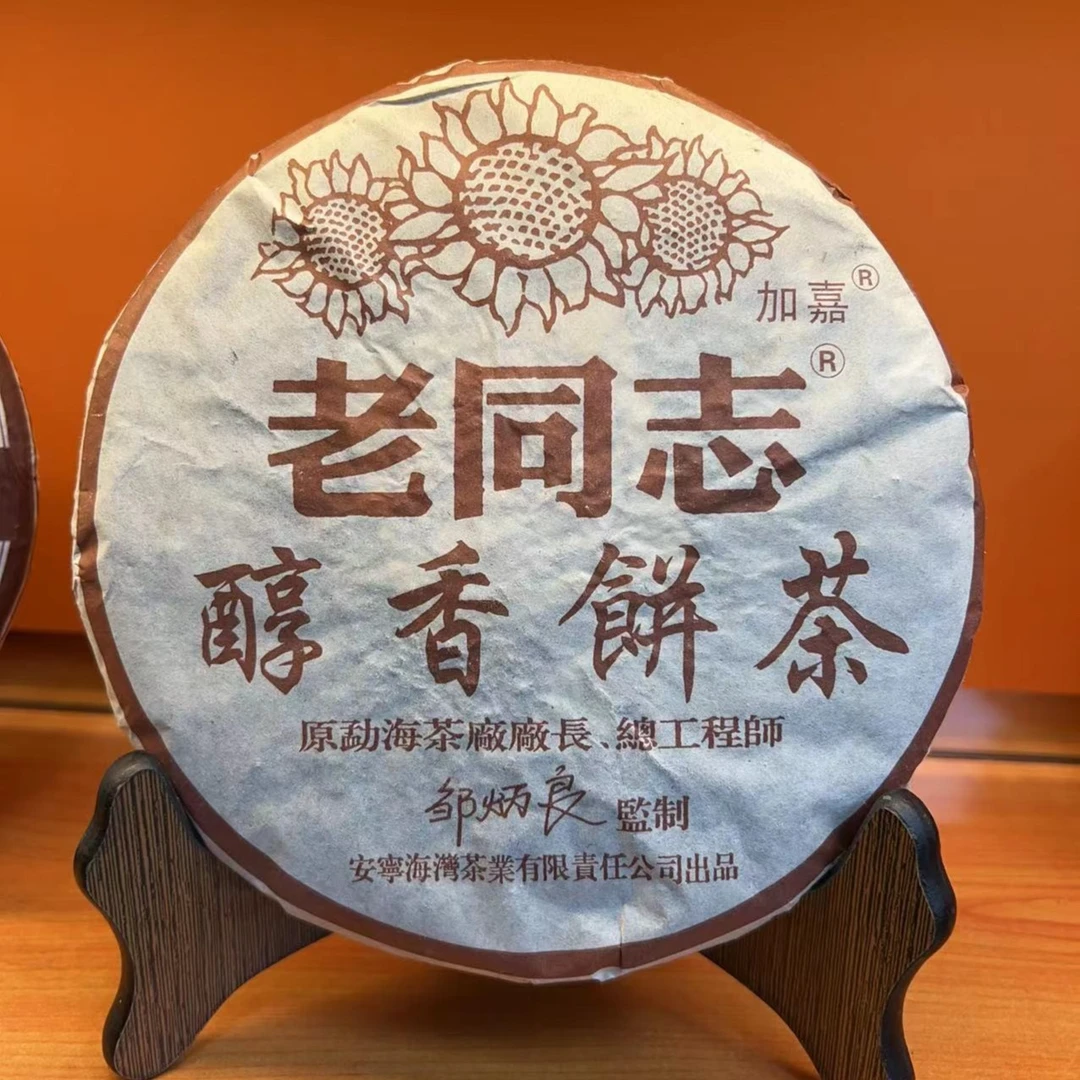 加嘉®
老同志®
醇香餅茶
原勐海茶廠廠長、總工程師
邹炳良 監制
安寧海灣茶業有限責任公司出品